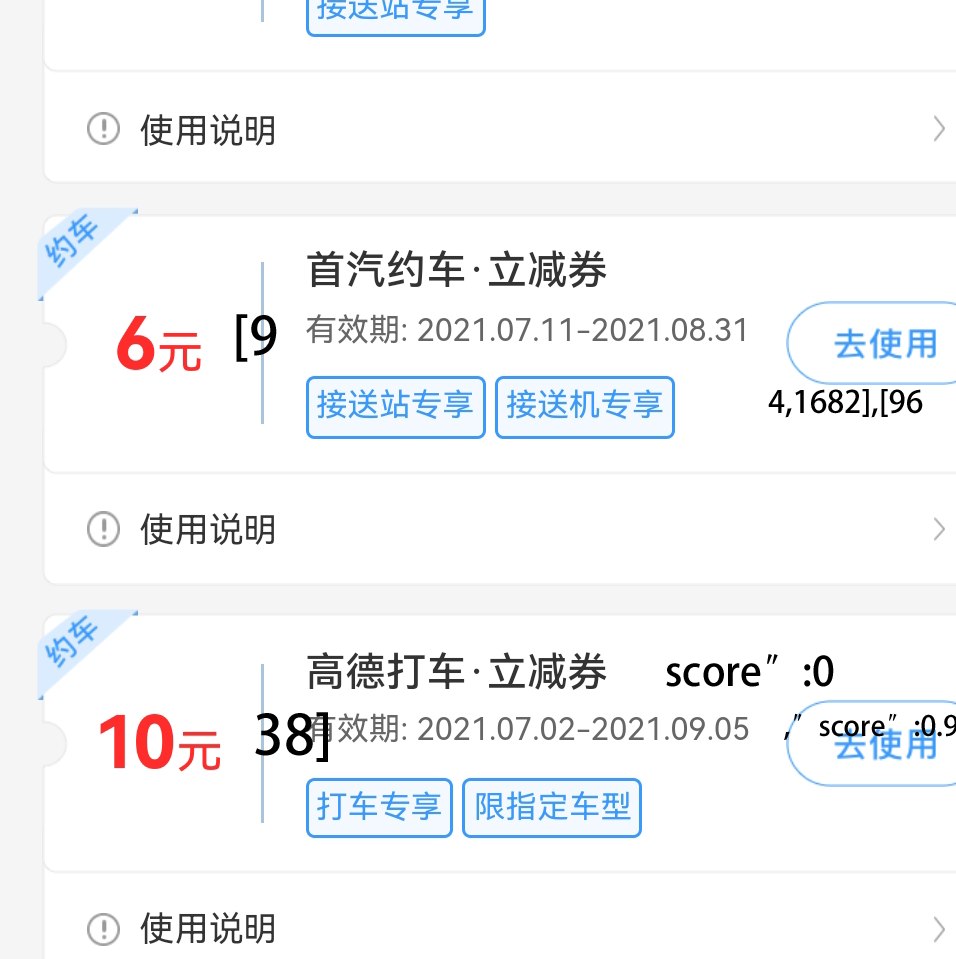 接送站专享
使用说明
约车
首汽约车·立减券
6元
[9
有效期: 2021.07.11-2021.08.31
去使用
接送站专享
接送机专享
4,1682],[96
使用说明
约车
高德打车·立减券
score”:0
10元
38]
有效期: 2021.07.02-2021.09.05
,”score”:0.9
去使用
打车专享
限指定车型
使用说明